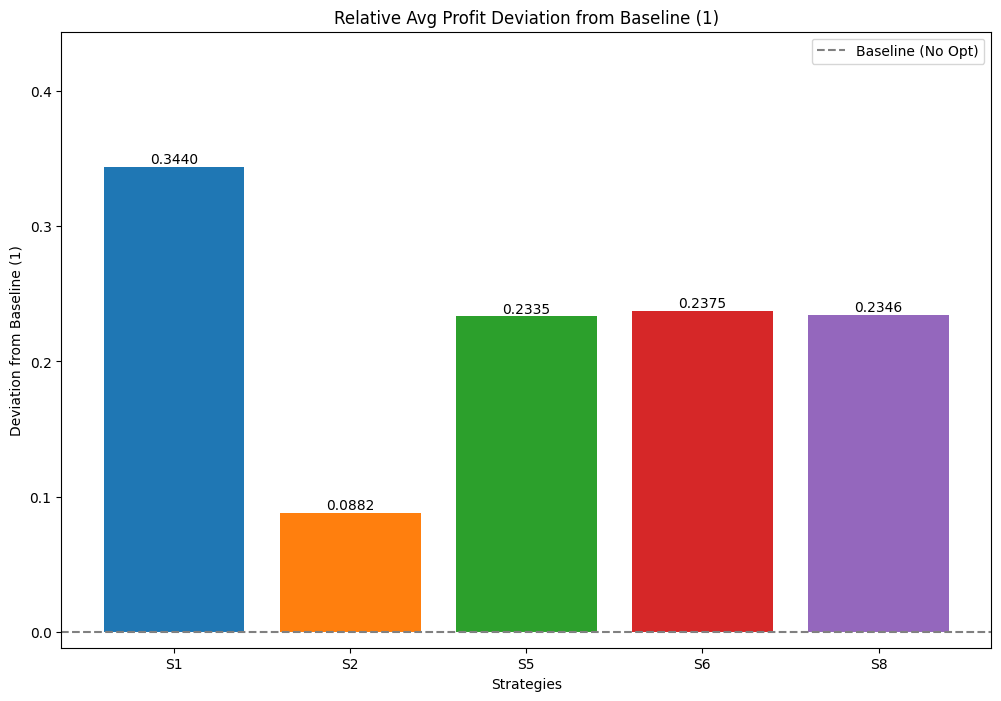 Relative Avg Profit Deviation from Baseline (1)
Baseline (No Opt)
Deviation from Baseline (1)
0.4
0.3
0.2
0.1
0.0
0.3440
0.0882
0.2335
0.2375
0.2346
S1 S2 S5 S6 S8
Strategies